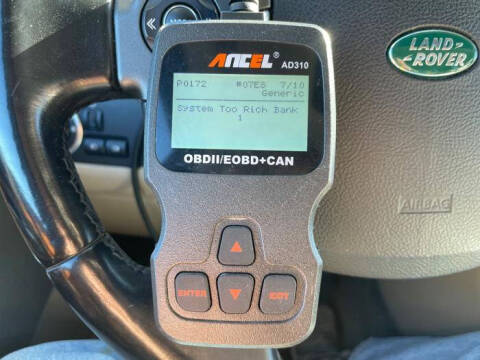 ANCEL®
AD310
P0172 #07E8 7/10
Generic
System Too Rich Bank
1
OBDII/EOBD+CAN
ENTER
EXIT
LAND
ROVER
AIRBAG